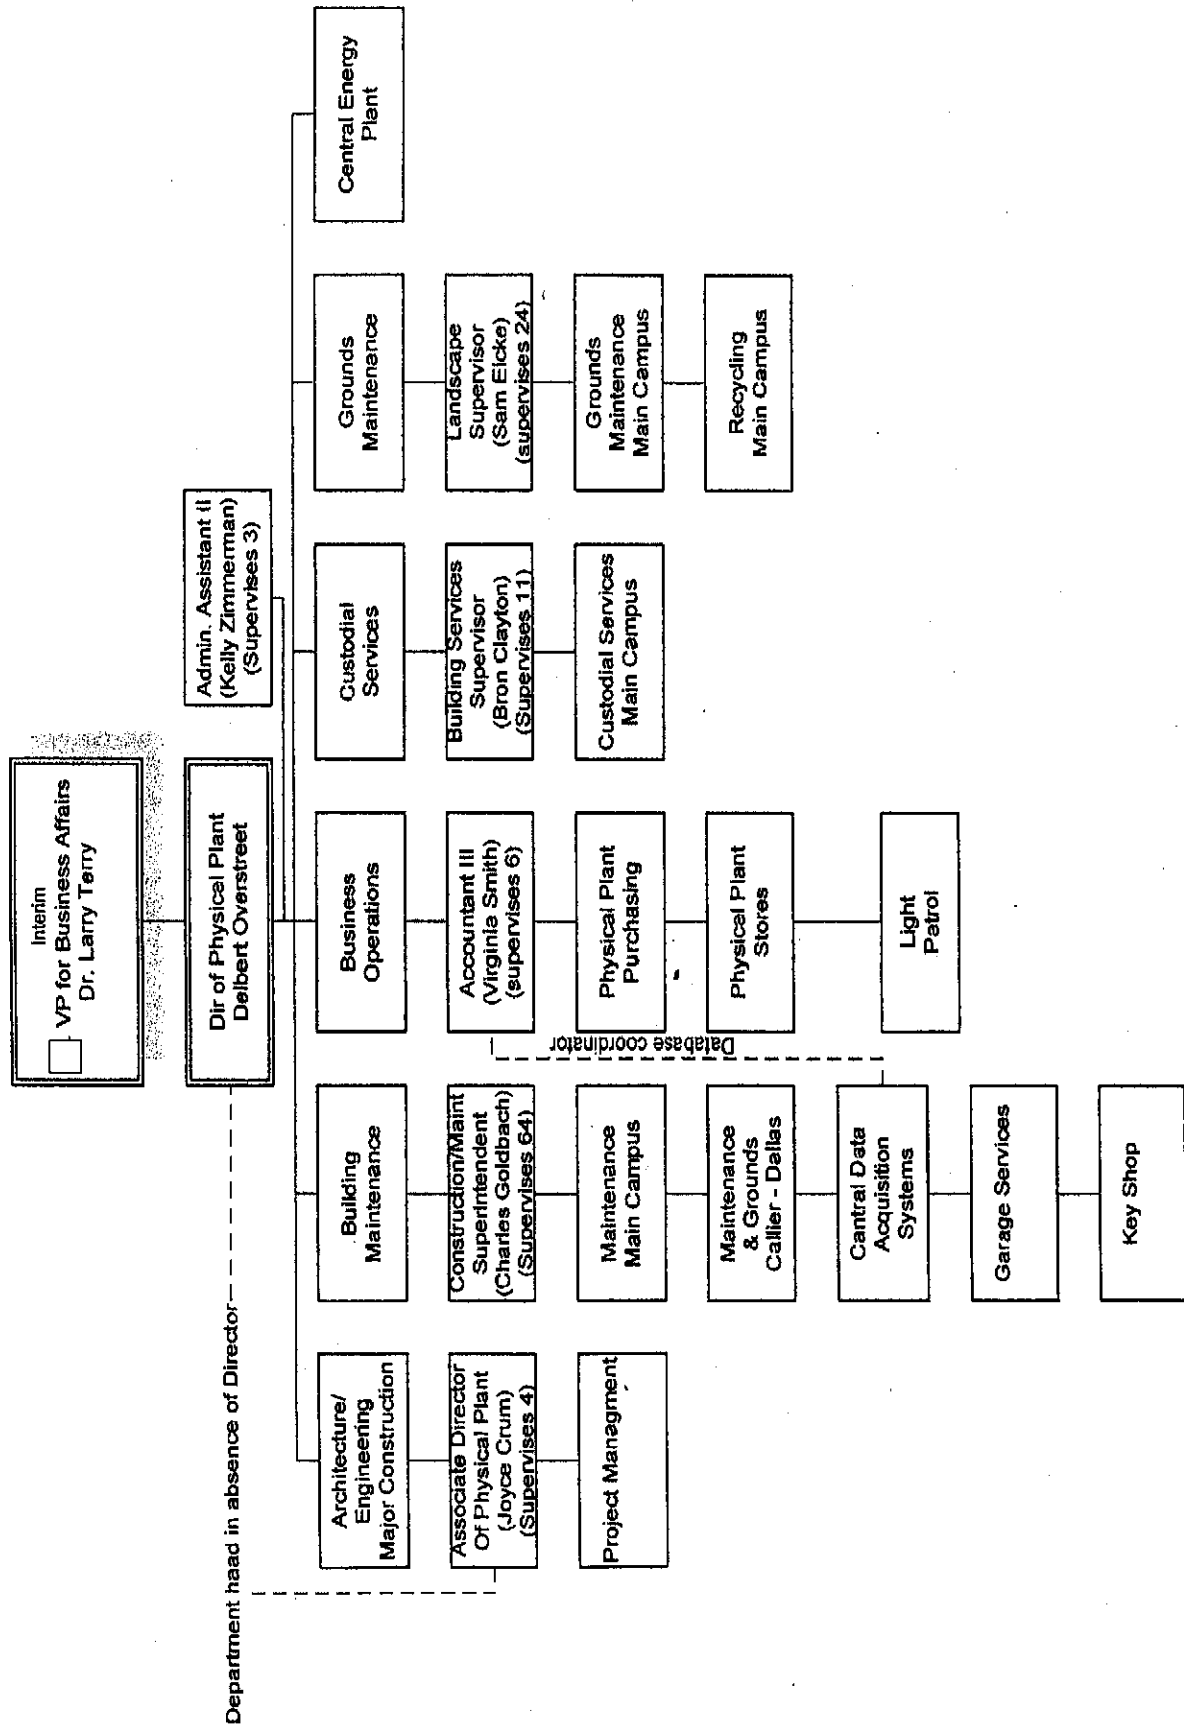 Interim
VP for Business Affairs
Dr. Larry Terry
Dir of Physical Plant
Delbert Overstreet
Admin. Assistant II
(Kelly Zimmerman)
(Supervises 3)
Department haad in absence of Director
Architecture/
Engineering
Major Construction
Associate Director
Of Physical Plant
(Joyce Crum)
(Supervises 4)
Project Managment
Building
Maintenance
Construction/Maint
Superintendent
(Charles Goldbach)
(Supervises 64)
Maintenance
Main Campus
Maintenance
& Grounds
Callier - Dallas
Cantral Data
Acquisition
Systems
Garage Services
Key Shop
Database coordinator
Business
Operations
Accountant III
(Virginia Smith)
(supervises 6)
Physical Plant
Purchasing
Physical Plant
Stores
Light
Patrol
Custodial
Services
Building Services
Supervisor
(Bron Clayton)
(Supervises 11)
Custodial Services
Main Campus
Grounds
Maintenance
Landscape
Supervisor
(Sam Eicke)
(supervises 24)
Grounds
Maintenance
Main Campus
Recycling
Main Campus
Central Energy
Plant